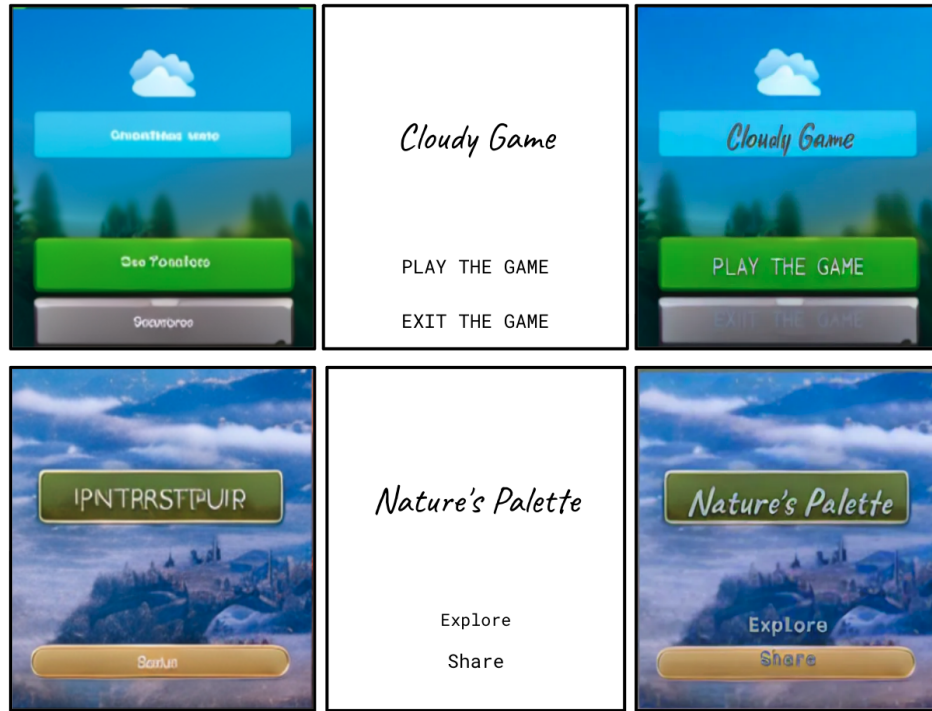 Cloudy Game
PLAY THE GAME
EXIT THE GAME
Cloudy Game
PLAY THE GAME
EXIT THE GAME
IPNTRRSTPUIR
Nature's Palette
Explore
Share
Nature's Palette
Explore
Share